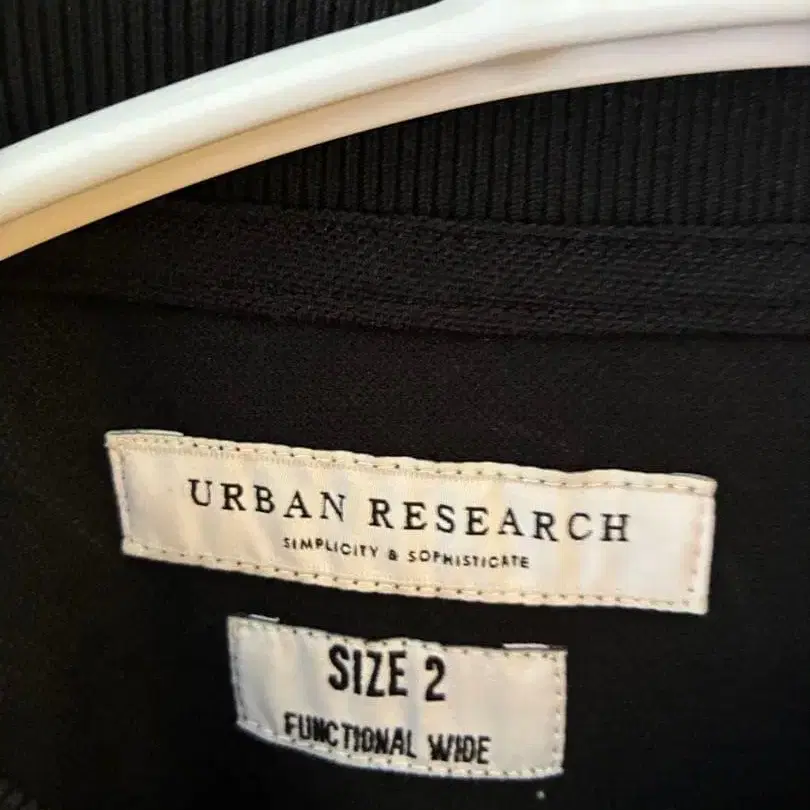 URBAN RESEARCH
SIMPLICITY & SOPHISTICATE
SIZE 2
FUNCTIONAL WIDE